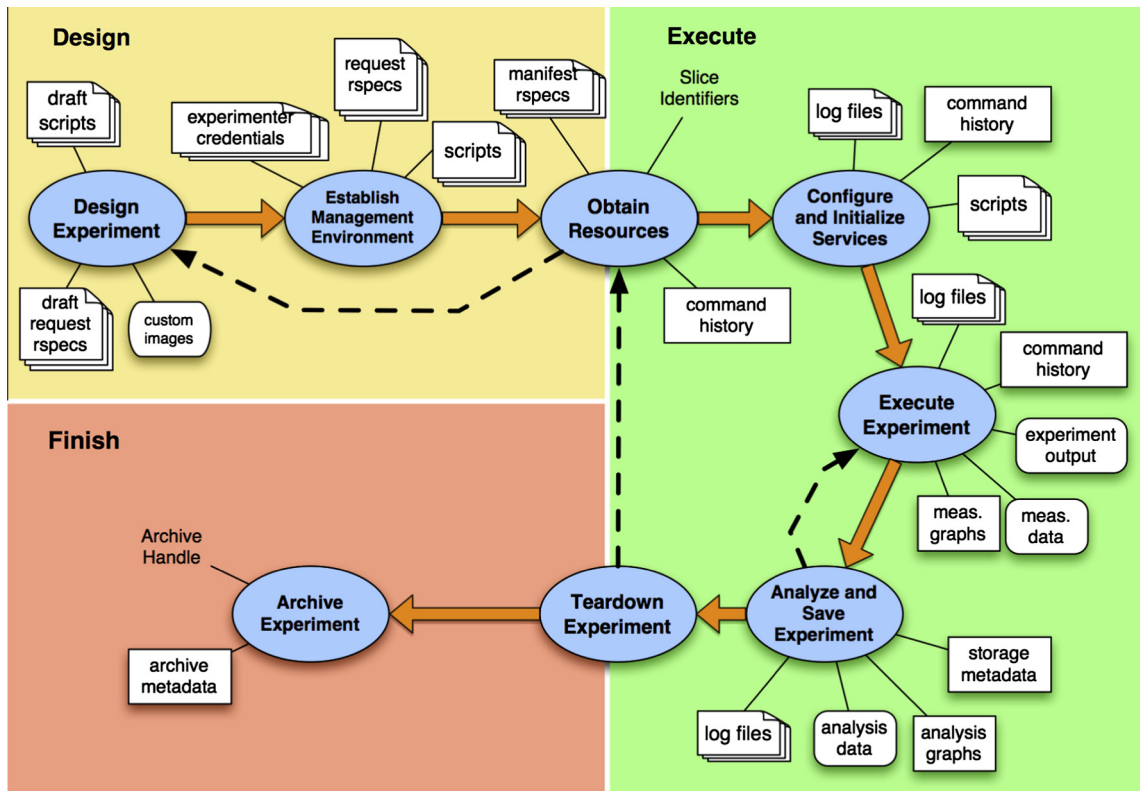 Design
draft
scripts
experimenter
credentials
request
rspecs
scripts
manifest
rspecs
Design
Experiment
Establish
Management
Environment
Obtain
Resources
draft
request
rspecs
custom
images
Execute
Slice
Identifiers
log files
command
history
Configure
and Initialize
Services
scripts
command
history
log files
command
history
Execute
Experiment
experiment
output
meas.
graphs
meas.
data
Analyze and
Save
Experiment
storage
metadata
log files
analysis
data
analysis
graphs
Finish
Teardown
Experiment
Archive
Handle
Archive
Experiment
archive
metadata